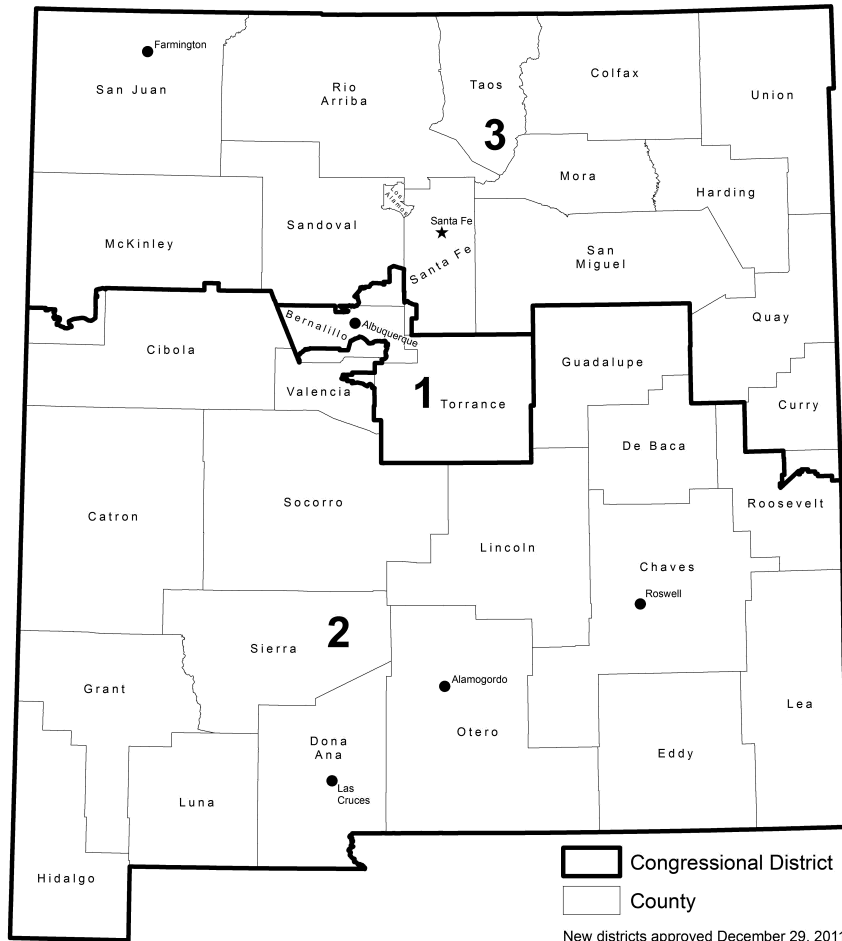 Farmington
San Juan
Rio
Arriba
Taos
Colfax
Union
3
Mora
Harding
Los
Alamos
Sandoval
Santa Fe
Santa Fe
McKinley
San
Miguel
Quay
Bernalillo
Albuquerque
Cibola
Guadalupe
Valencia
1
Torrance
Curry
De Baca
Roosevelt
Socorro
Catron
Lincoln
Chaves
Roswell
Sierra
2
Grant
Alamogordo
Lea
Otero
Dona
Ana
Eddy
Las
Cruces
Luna
Hidalgo
Congressional District
County
New districts approved December 29, 2011